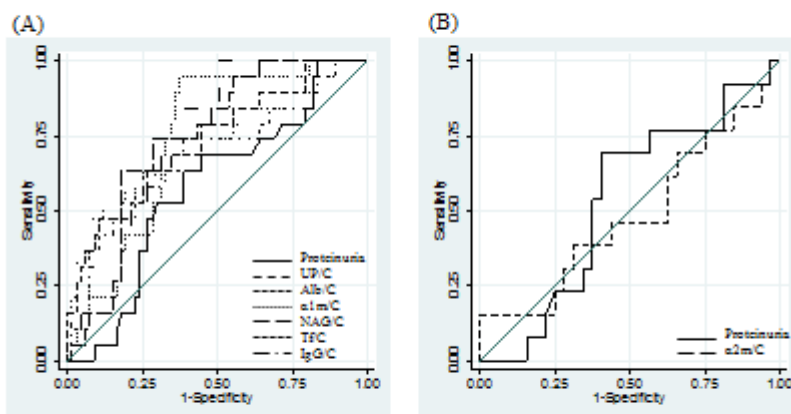 (A)
(B)
Sensitivity
1.00
0.75
0.50
0.25
0.00
Proteinuria
UP/C
Alb/C
α1m/C
NAG/C
Tf/C
IgG/C
0.00 0.25 0.50 0.75 1.00
1-Specificity
Sensitivity
1.00
0.75
0.50
0.25
0.00
Proteinuria
α2m/C
0.00 0.25 0.50 0.75 1.00
1-Specificity